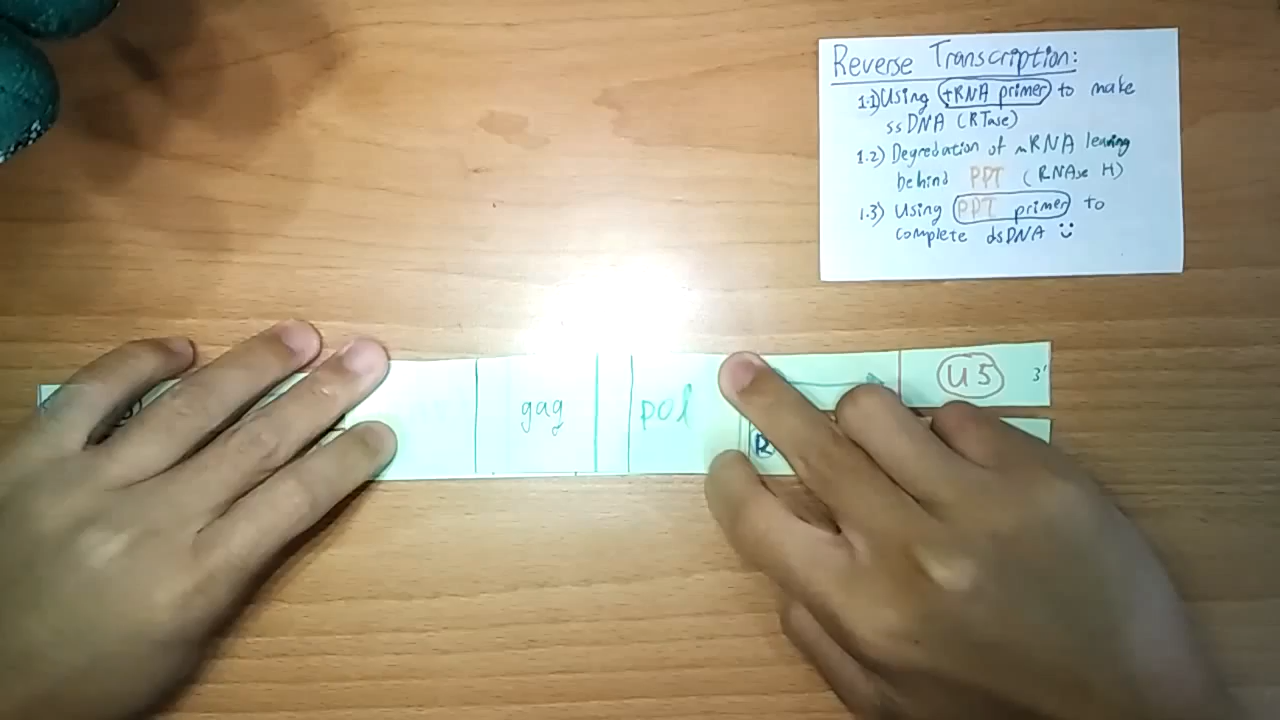 Reverse Transcription:
1.1) Using tRNA primer to make
ssDNA (RTase)
1.2) Degredation of mRNA leaving
behind PPT (RNAse H)
1.3) Using PPT primer to
complete dsDNA
U5 3'
gag pol
R